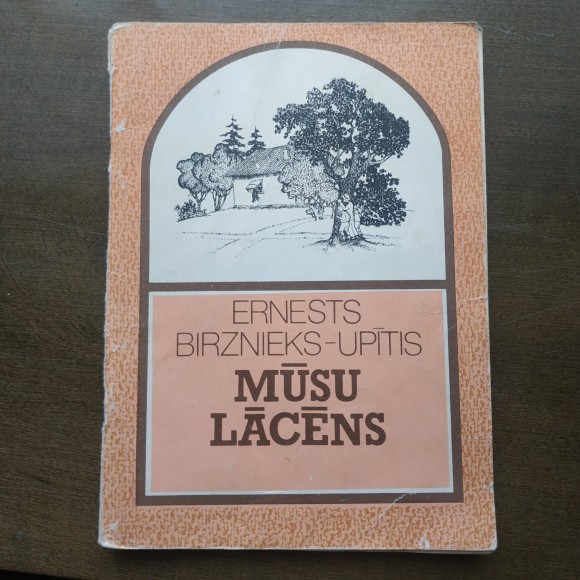 ERNESTS
BIRZNIEKS-UPĪTIS
MŪSU
LĀCĒNS